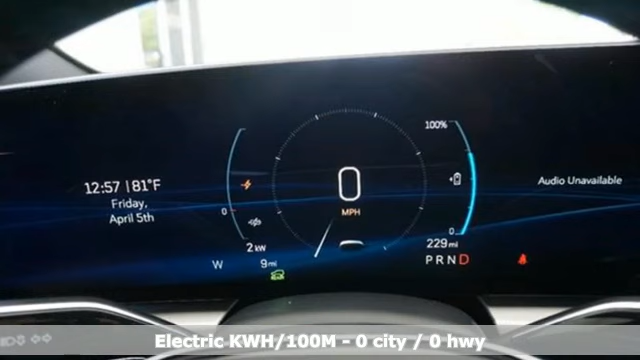 100%
12:57 | 81°F
Friday,
April 5th
0
0
MPH
Audio Unavailable
0
2 kW
229 mi
W
9 mi
P R N D
Electric KWH/100M - 0 city / 0 hwy